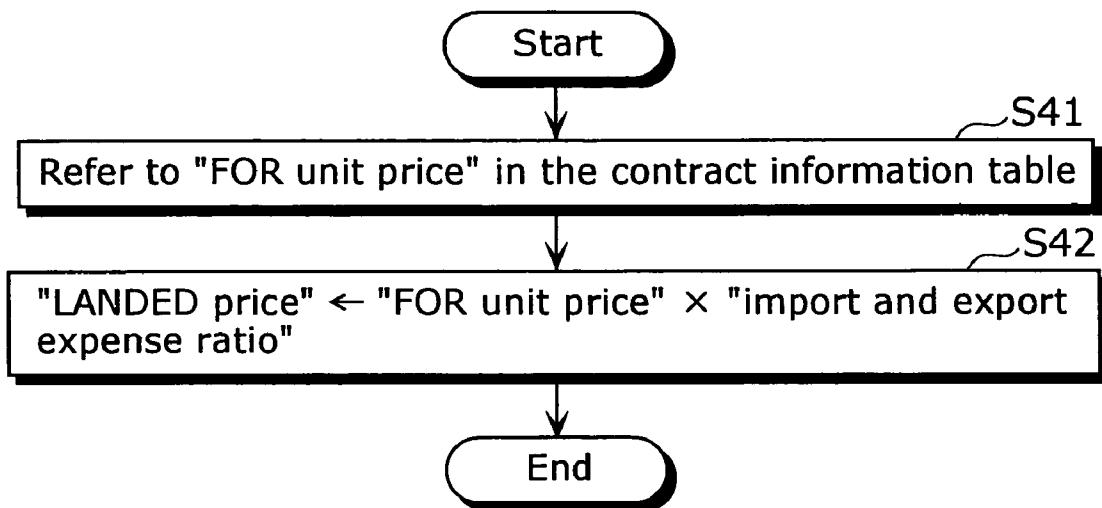 Start
S41
Refer to "FOR unit price" in the contract information table
S42
"LANDED price" ← "FOR unit price" × "import and export
expense ratio"
End